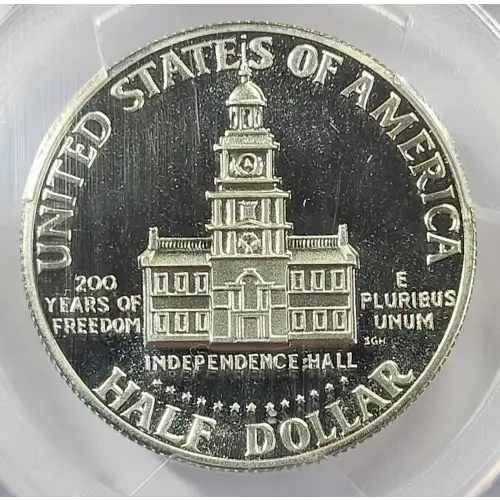 UNITED STATES OF AMERICA
200
YEARS OF
FREEDOM
E
PLURIBUS
UNUM
SGH
INDEPENDENCE HALL
HALF DOLLAR